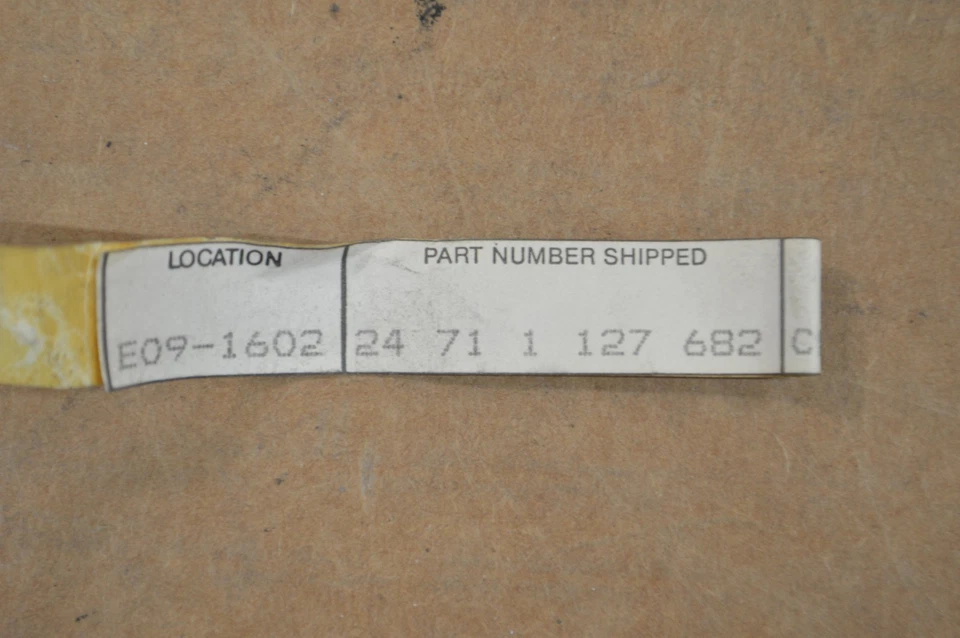 LOCATION PART NUMBER SHIPPED
E09-1602 24 71 1 127 682 C